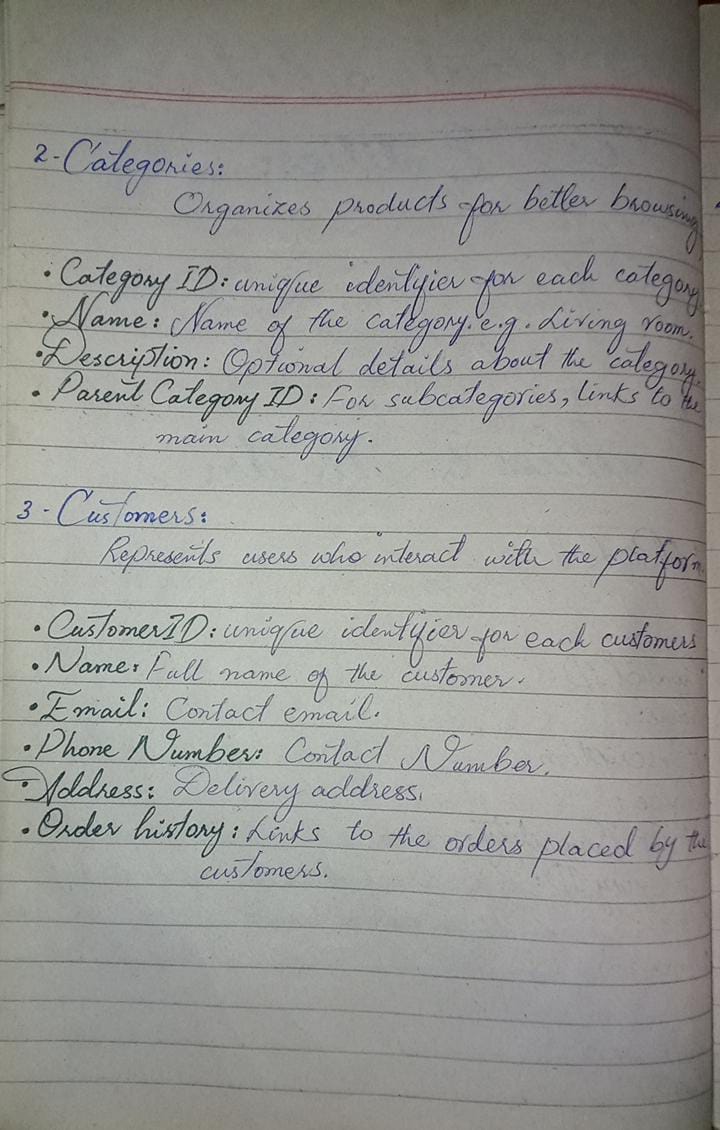 2- Categories:
Organizes products for better browsing
• Category ID: unique identifier for each category.
• Name: Name of the category. e.g. Living room.
• Description: Optional details about the category.
• Parent Category ID: For subcategories, links to the
main category.
3- Customers:
Represents users who interact with the platform.
• CustomerID: unique identifier for each customers
• Name: Full name of the customer.
• Email: Contact email.
• Phone Number: Contact Number.
• Address: Delivery address.
• Order history: Links to the orders placed by the
customers.